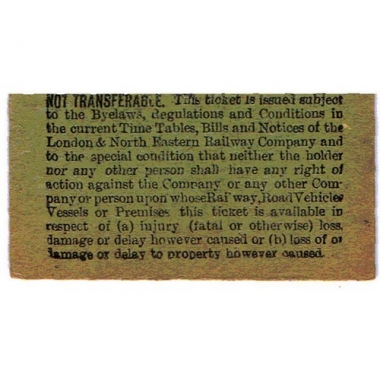 NOT TRANSFERABLE. This ticket is issued subject
to the Byelaws, Regulations and Conditions in
the current Time Tables, Bills and Notices of the
London & North Eastern Railway Company and
to the special condition that neither the holder
nor any other person shall have any right of
action against the Company or any other Com-
pany or person upon whose Railway, Road Vehicles
Vessels or Premises this ticket is available in
respect of (a) injury (fatal or otherwise) loss,
damage or delay however caused or (b) loss of or
damage or delay to property however caused.